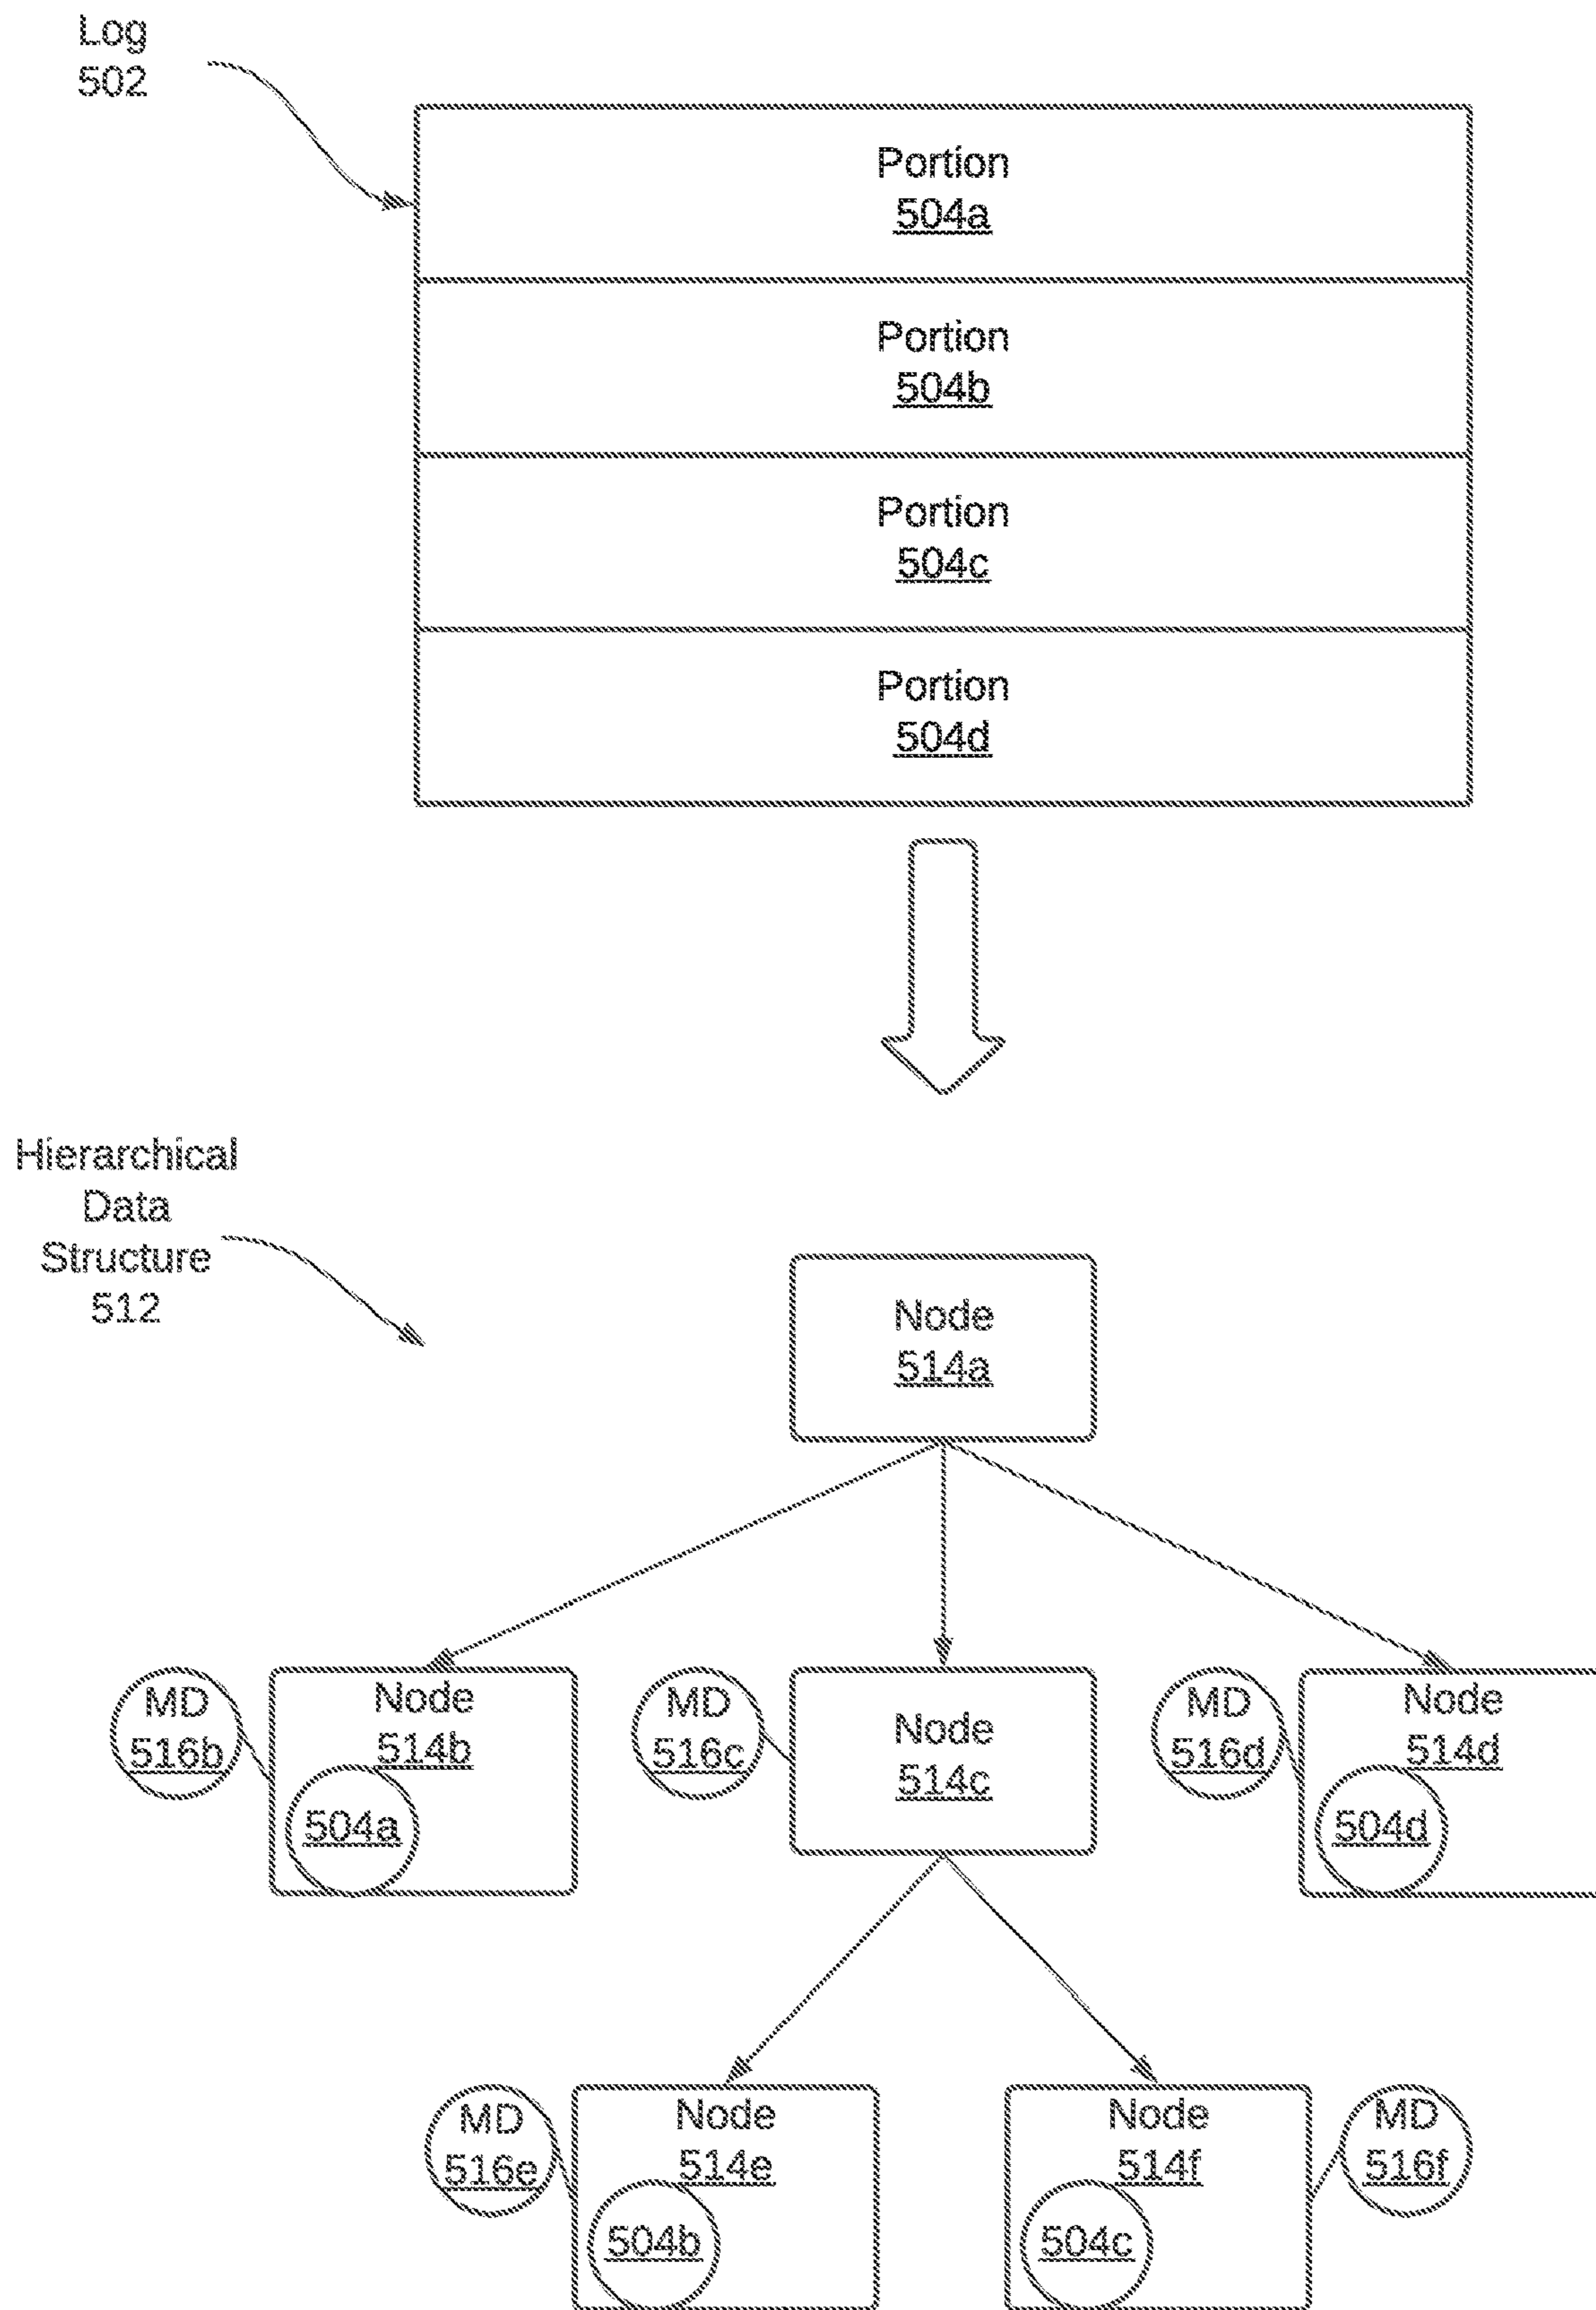 Log
502
Portion
504a
Portion
504b
Portion
504c
Portion
504d
Hierarchical
Data
Structure
512
Node
514a
MD
516b
Node
514b
504a
MD
516c
Node
514c
MD
516d
Node
514d
504d
MD
516e
Node
514e
504b
Node
514f
504c
MD
516f